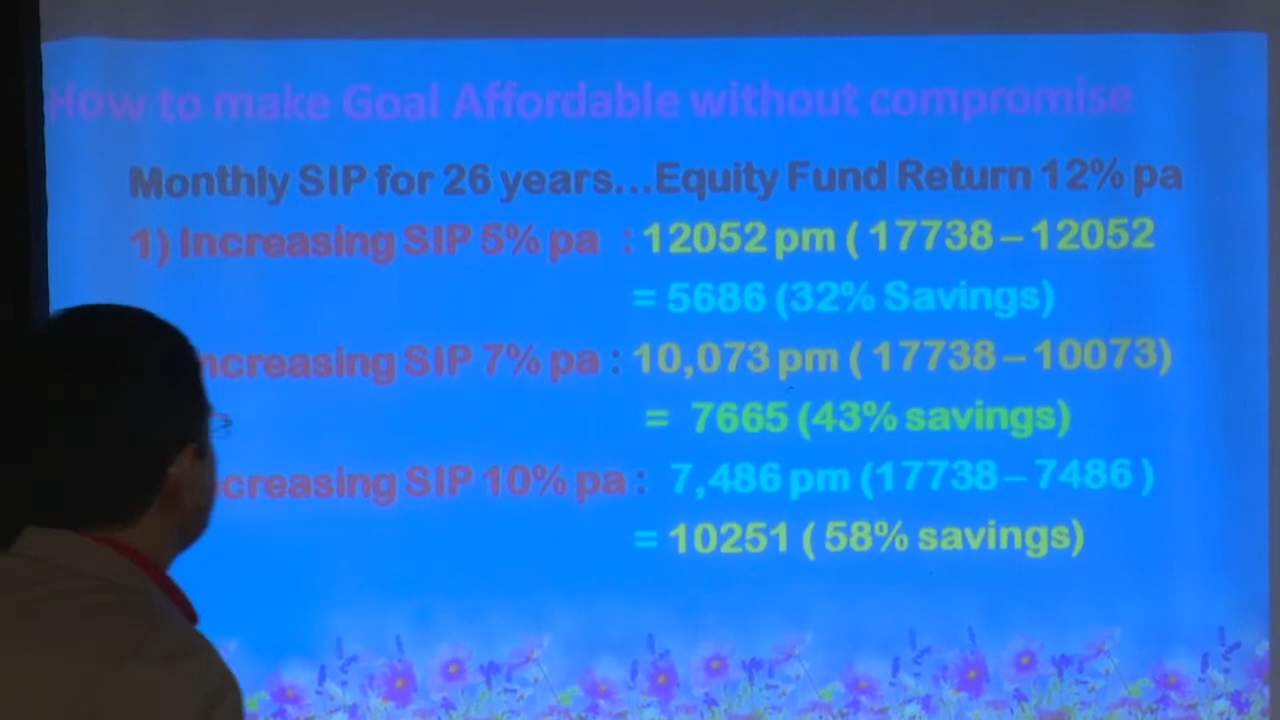 How to make Goal Affordable without compromise
Monthly SIP for 26 years...Equity Fund Return 12% pa
1) Increasing SIP 5% pa : 12052 pm ( 17738 – 12052
= 5686 (32% Savings)
ncreasing SIP 7% pa : 10,073 pm ( 17738 – 10073)
= 7665 (43% savings)
creasing SIP 10% pa : 7,486 pm (17738 – 7486 )
= 10251 ( 58% savings)